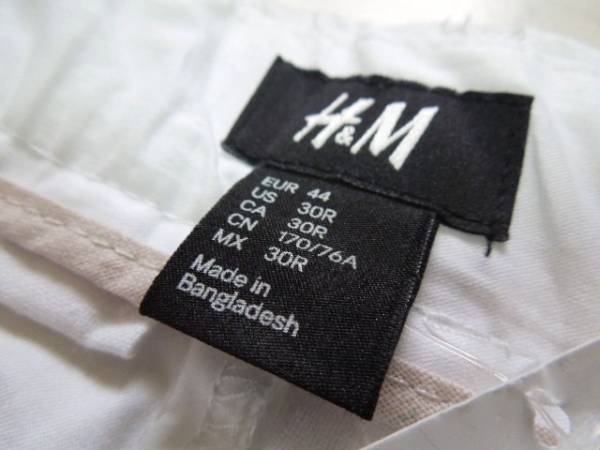 H&M
EUR 44
US 30R
CA 30R
CN 170/76A
MX 30R
Made in
Bangladesh